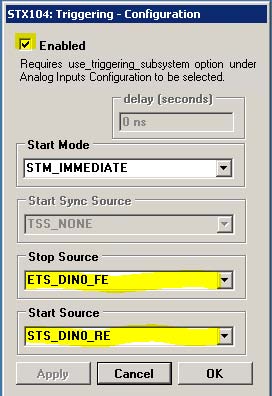 STX104: Triggering - Configuration
Enabled
Requires use_triggering_subsystem option under
Analog Inputs Configuration to be selected.
delay (seconds)
0 ns
Start Mode
STM_IMMEDIATE
Start Sync Source
TSS_NONE
Stop Source
ETS_DIN0_FE
Start Source
STS_DIN0_RE
Apply
Cancel
OK